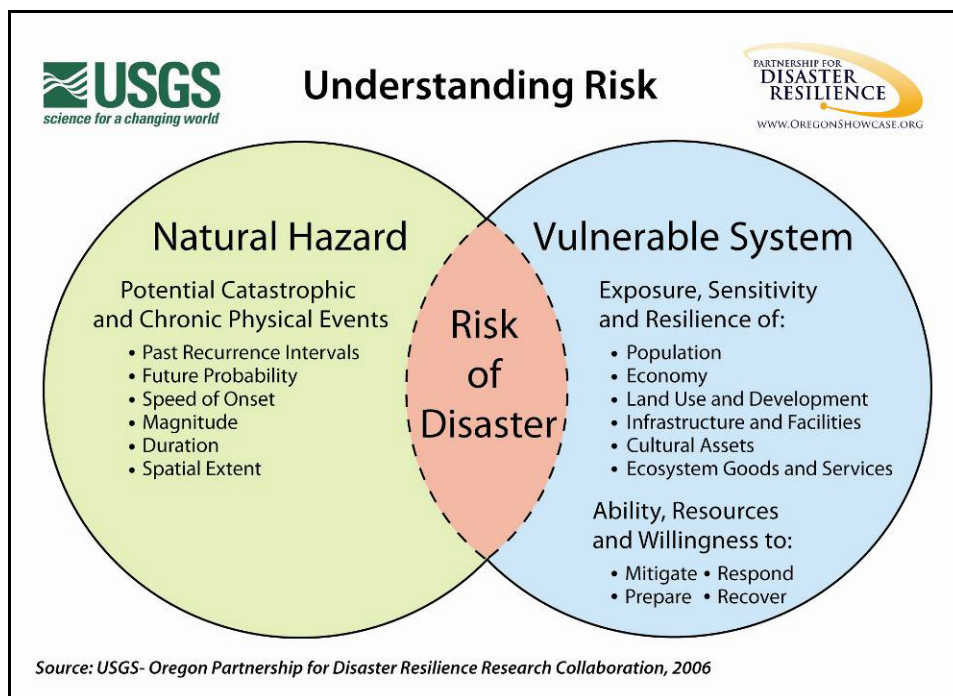 USGS
science for a changing world
Understanding Risk
PARTNERSHIP FOR
DISASTER
RESILIENCE
WWW.OREGONSHOWCASE.ORG
Natural Hazard
Potential Catastrophic
and Chronic Physical Events
• Past Recurrence Intervals
• Future Probability
• Speed of Onset
• Magnitude
• Duration
• Spatial Extent
Risk
of
Disaster
Vulnerable System
Exposure, Sensitivity
and Resilience of:
• Population
• Economy
• Land Use and Development
• Infrastructure and Facilities
• Cultural Assets
• Ecosystem Goods and Services
Ability, Resources
and Willingness to:
• Mitigate • Respond
• Prepare • Recover
Source: USGS- Oregon Partnership for Disaster Resilience Research Collaboration, 2006